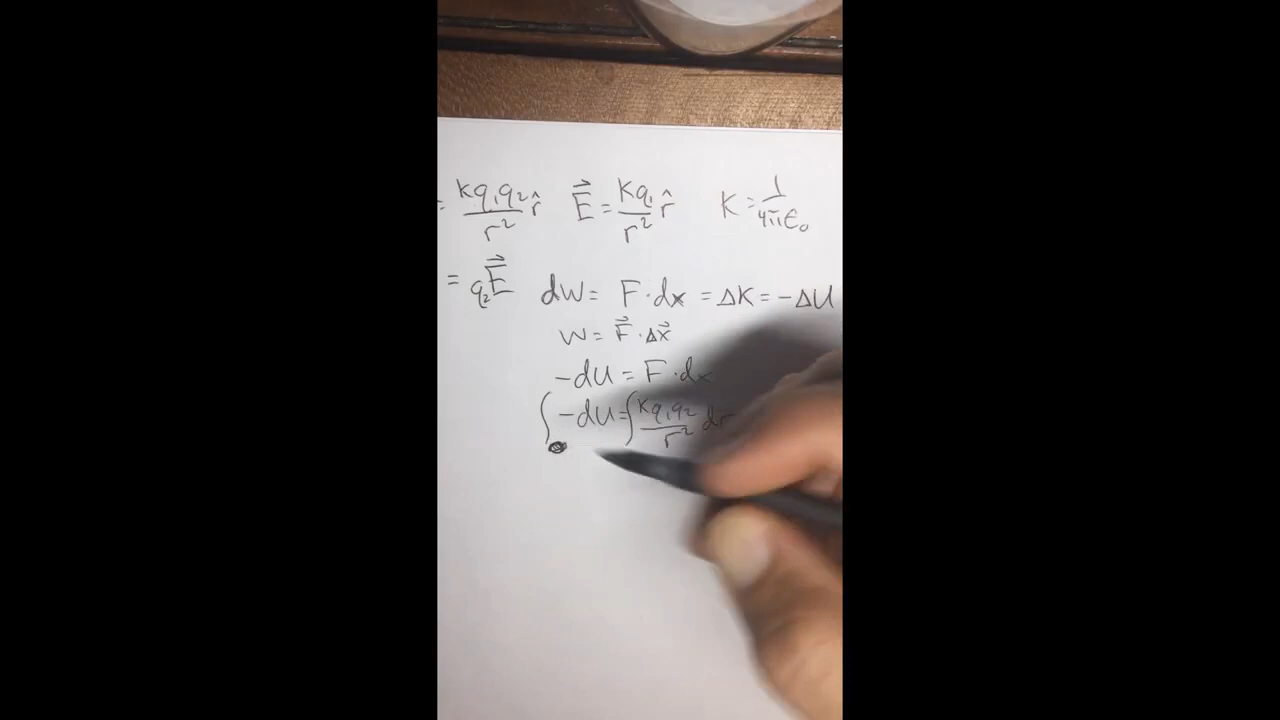 = kq₁q₂/r² r̂ E⃗ = kq₁/r² r̂ K = 1/4πε₀
= q₂E⃗ dW = F · dx = ΔK = -ΔU
W = F⃗ · Δx⃗
-dU = F · dx
∫ -dU = ∫ kq₁q₂/r² dr